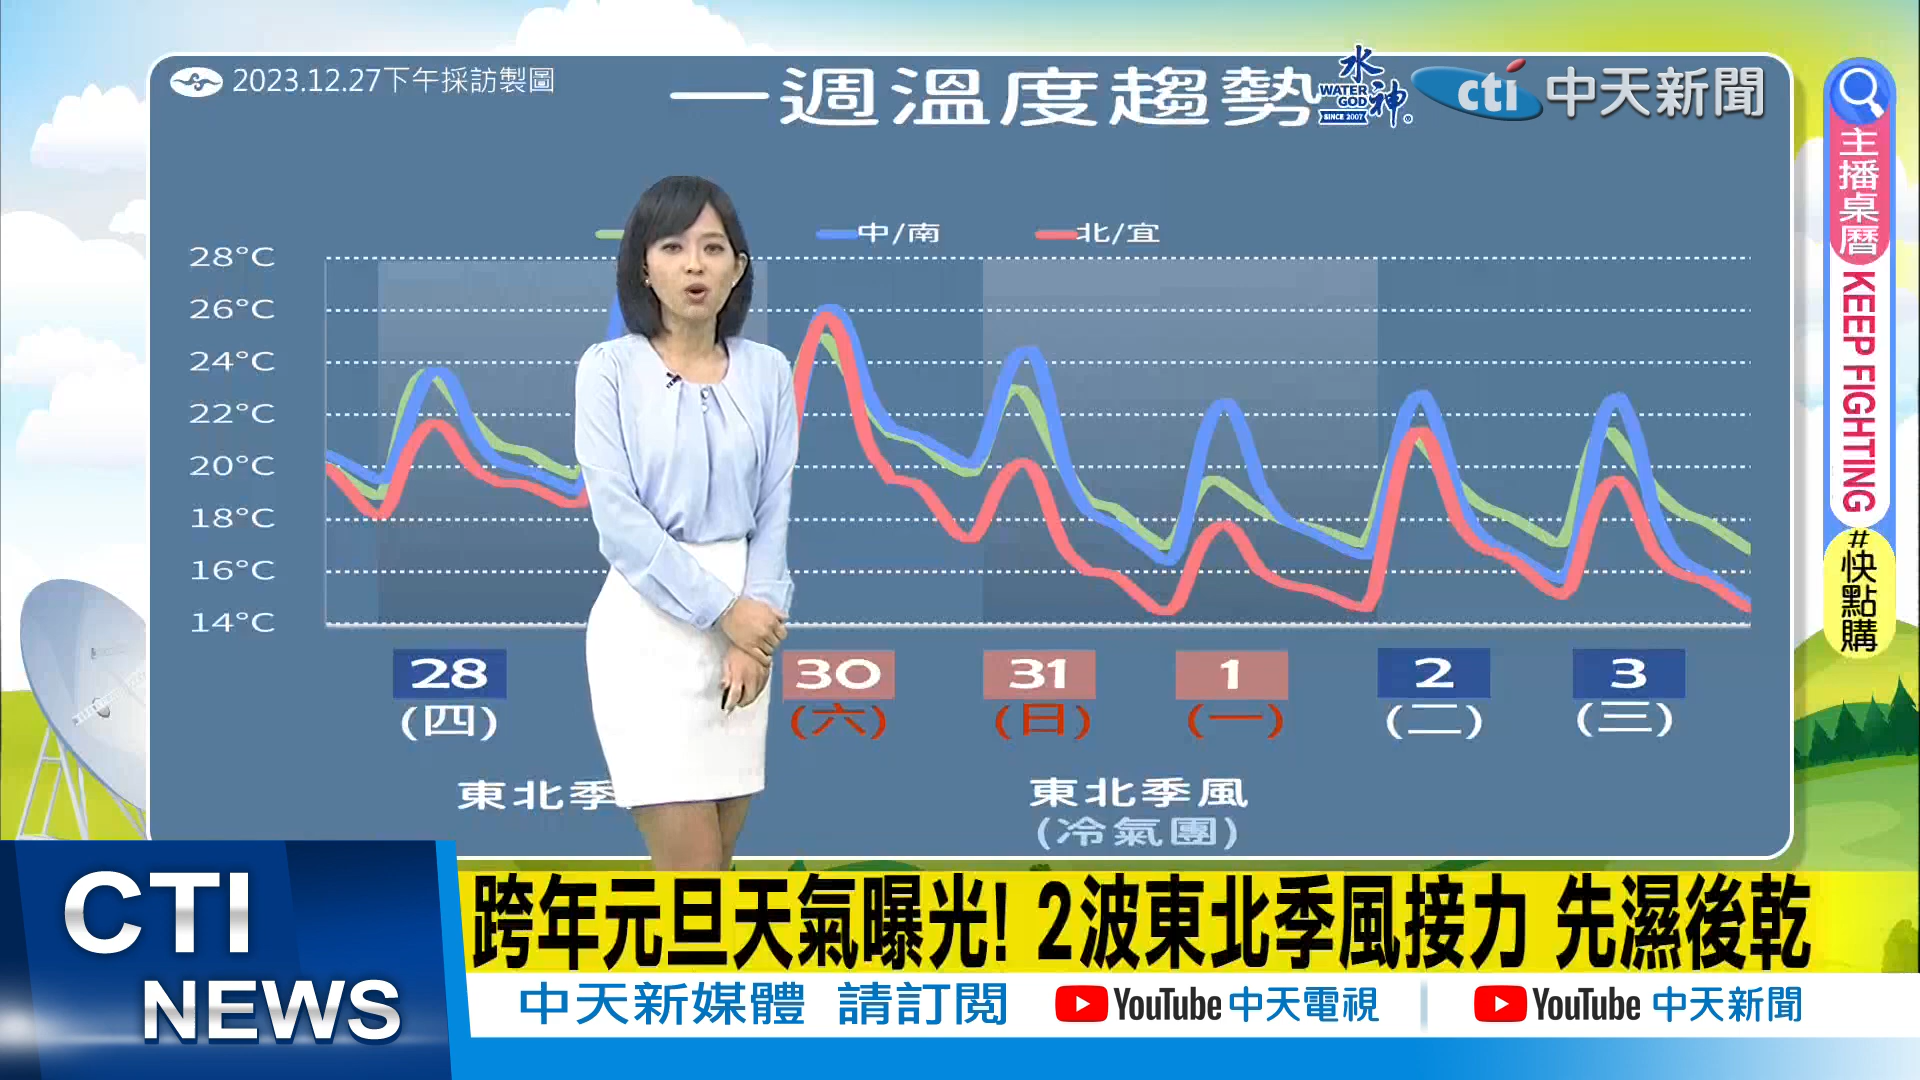 2023.12.27下午採訪製圖
一週溫度趨勢
水神
WATER GOD
SINCE 2007
®
cti 中天新聞
中/南
北/宜
28°C
26°C
24°C
22°C
20°C
18°C
16°C
14°C
28
30
31
1
2
3
(四)
(六)
(日)
(一)
(二)
(三)
東北季
東北季風
(冷氣團)
主播桌曆
KEEP FIGHTING
#快點購
CTI
NEWS
跨年元旦天氣曝光! 2波東北季風接力 先濕後乾
中天新媒體 請訂閱 YouTube 中天電視 YouTube 中天新聞